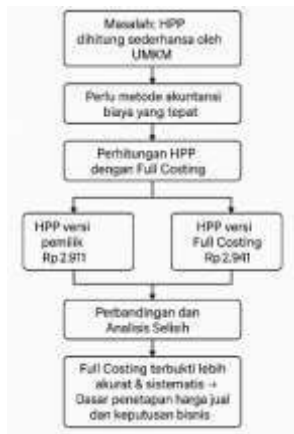 Masalah: HPP
dihitung sederhansa oleh
UMKM
Perlu metode akuntansi
biaya yang tepat
Perhitungan HPP
dengan Full Costing
HPP versi
pemilik
Rp 2.911
HPP versi
Full Costing
Rp 2.941
Perbandingan dan
Analysis Selisih
Full Costing terbukti lebih
akurat & sistematis →
Dasar penetapan harga jual
dan keputusan bisnis